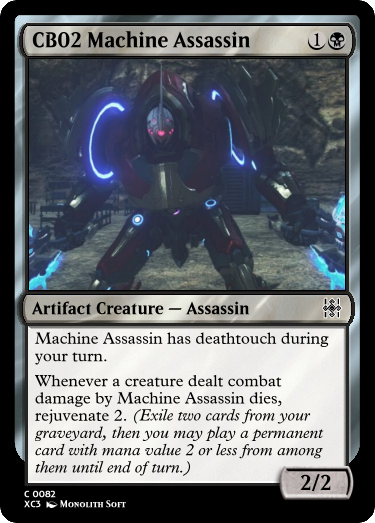 CB02 Machine Assassin 1
Artifact Creature — Assassin
Machine Assassin has deathtouch during
your turn.
Whenever a creature dealt combat
damage by Machine Assassin dies,
rejuvenate 2. (Exile two cards from your
graveyard, then you may play a permanent
card with mana value 2 or less from among
them until end of turn.)
2/2
C 0082
XC3 Monolith Soft